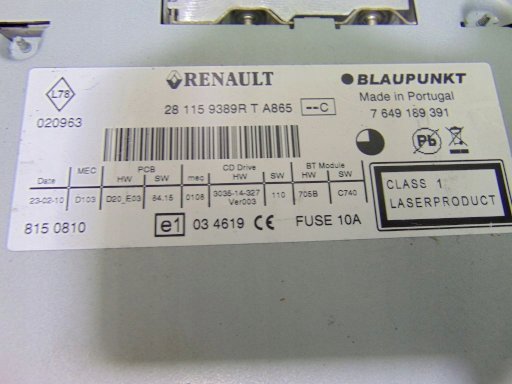 L78
RENAULT
BLAUPUNKT
020963
28 115 9389R T A865 --C
Made in Portugal
7 649 189 391
Pb
Date MEC PCB HW SW mec CD Drive HW SW BT Module HW SW
23-02-10 D103 D20_E03 84.15 0108 3036-14-327 Ver003 110 705B C740
CLASS 1
LASERPRODUCT
815 0810
e1 03 4619 CE FUSE 10A